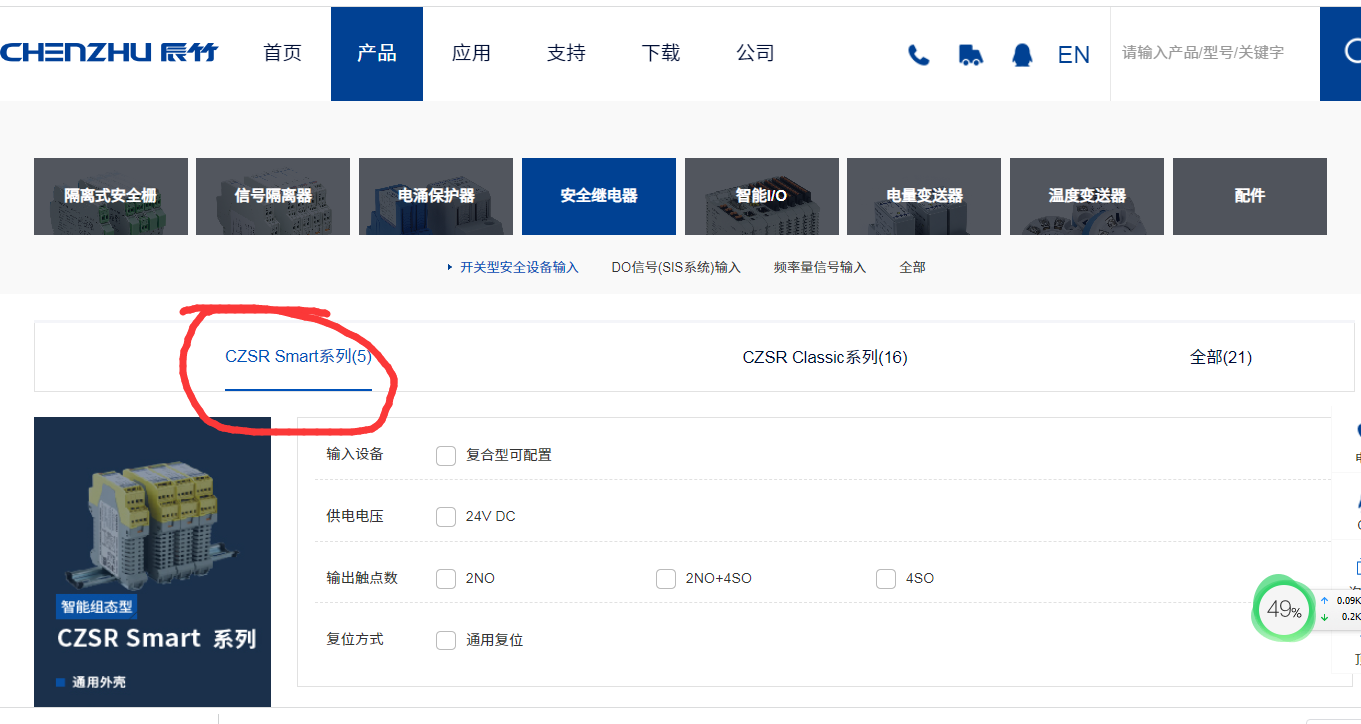 CHENZHU 辰竹 首页 产品 应用 支持 下载 公司 EN 请输入产品/型号/关键字
隔离式安全栅 信号隔离器 电涌保护器 安全继电器 智能I/O 电量变送器 温度变送器 配件
开关型安全设备输入 DO信号(SIS系统)输入 频率量信号输入 全部
CZSR Smart系列(5) CZSR Classic系列(16) 全部(21)
输入设备 复合型可配置
供电电压 24V DC
输出触点数 2NO 2NO+4SO 4SO
复位方式 通用复位
智能组态型
CZSR Smart 系列
通用外壳
49%
0.09K
0.2K